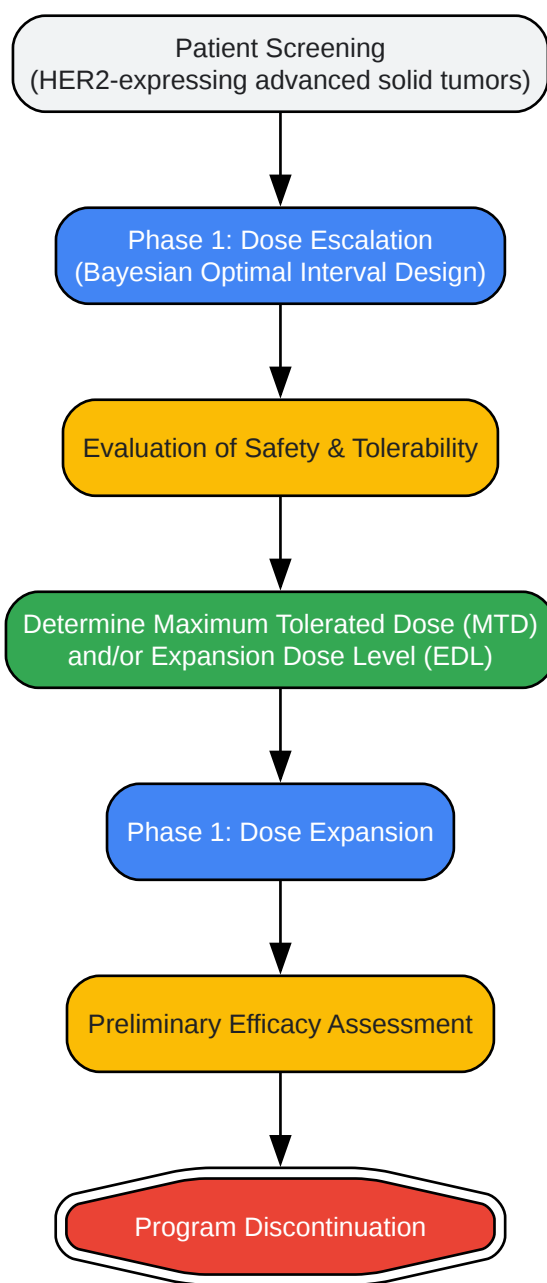 Patient Screening
(HER2-expressing advanced solid tumors)
Phase 1: Dose Escalation
(Bayesian Optimal Interval Design)
Evaluation of Safety & Tolerability
Determine Maximum Tolerated Dose (MTD)
and/or Expansion Dose Level (EDL)
Phase 1: Dose Expansion
Preliminary Efficacy Assessment
Program Discontinuation